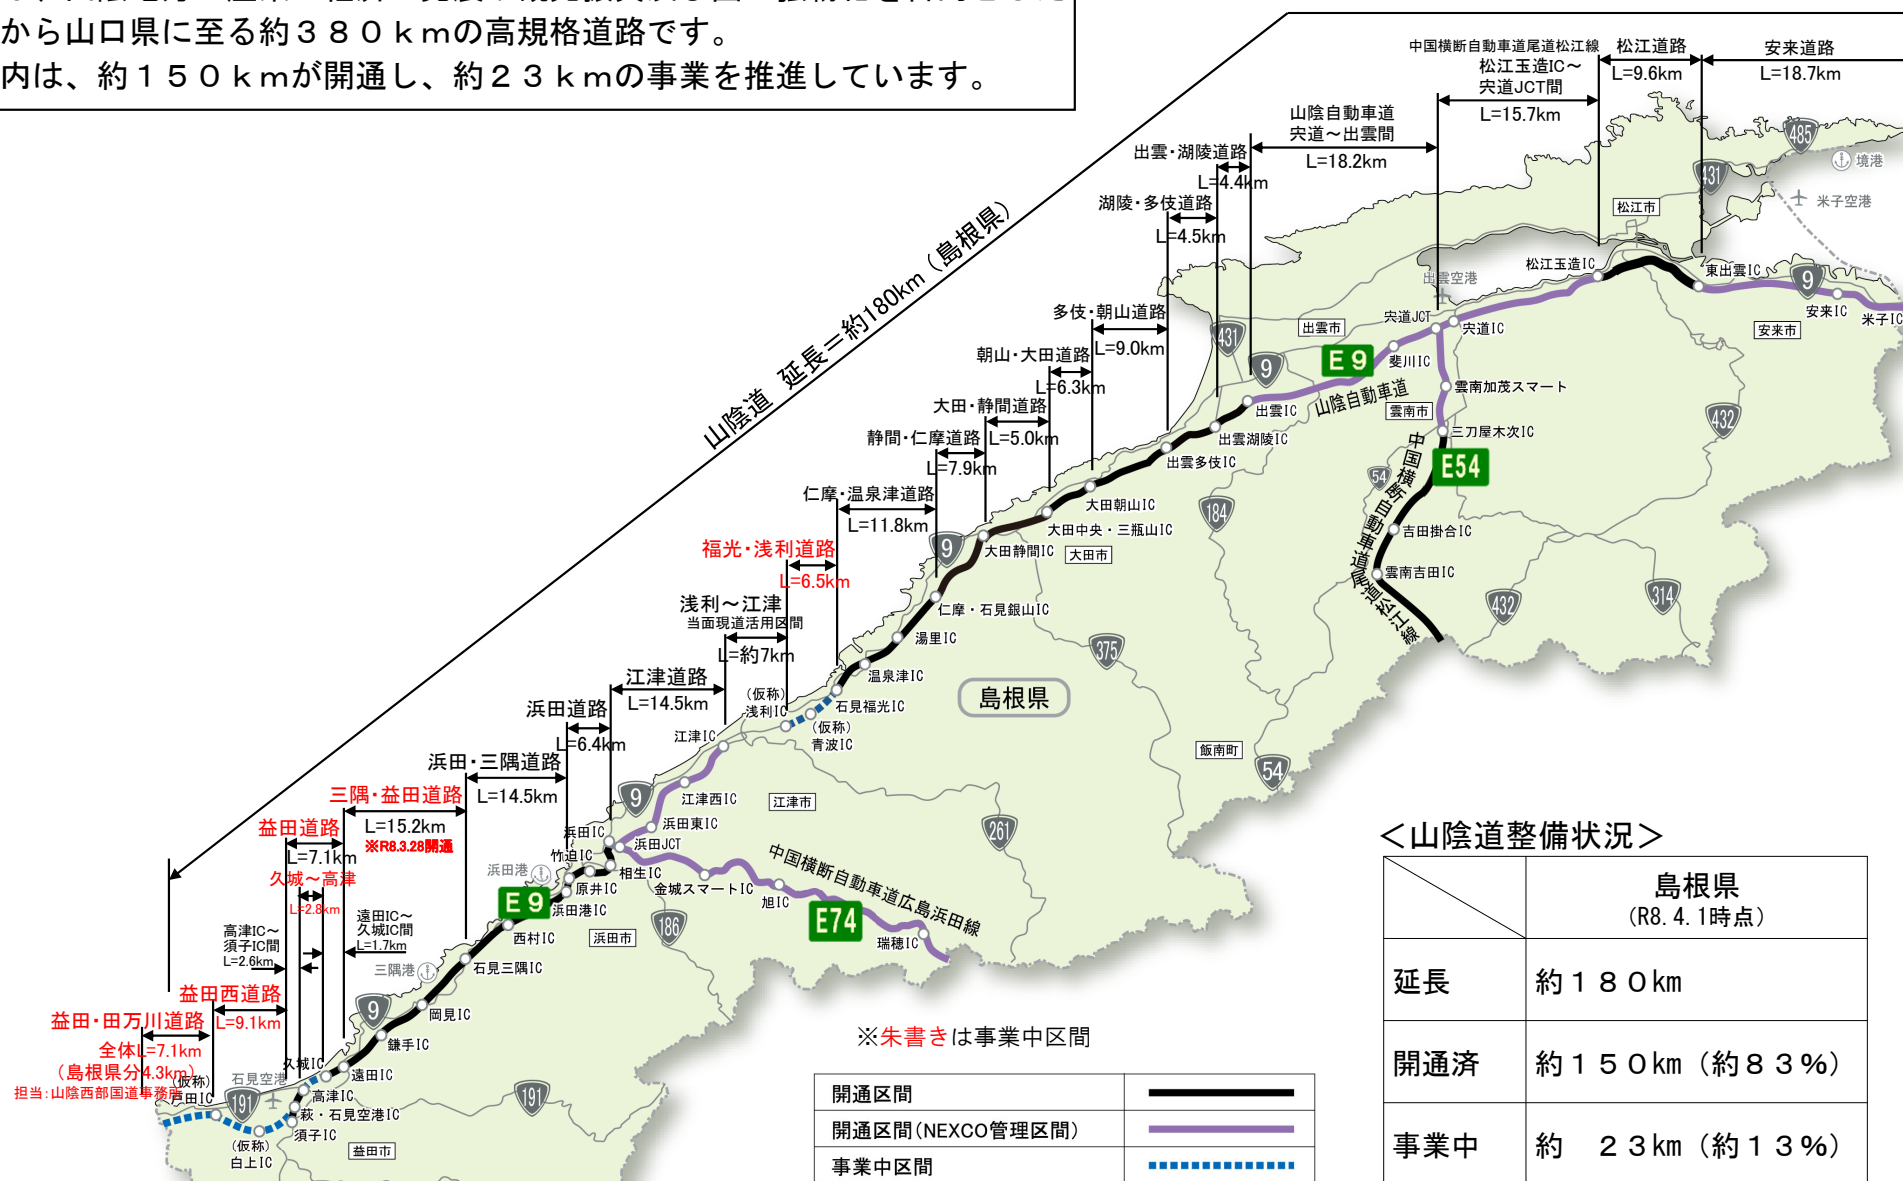 から山口県に至る約３８０ｋｍの高規格道路です。
内は、約１５０ｋｍが開通し、約２３ｋｍの事業を推進しています。
山陰道 延長＝約180km（島根県）
中国横断自動車道尾道松江線
松江玉造IC～
宍道JCT間
L=15.7km
松江道路
L=9.6km
安来道路
L=18.7km
山陰自動車道
宍道～出雲間
L=18.2km
出雲・湖陵道路
L=4.4km
湖陵・多伎道路
L=4.5km
多伎・朝山道路
L=9.0km
朝山・大田道路
L=6.3km
大田・静間道路
L=5.0km
静間・仁摩道路
L=7.9km
仁摩・温泉津道路
L=11.8km
福光・浅利道路
L=6.5km
浅利～江津
当面現道活用区間
L=約7km
江津道路
L=14.5km
浜田道路
L=6.4km
浜田・三隅道路
L=14.5km
三隅・益田道路
L=15.2km
※R8.3.28開通
益田道路
L=7.1km
久城～高津
L=2.8km
遠田IC～
久城IC間
L=1.7km
高津IC～
須子IC間
L=2.6km
益田西道路
L=9.1km
益田・田万川道路
全体L=7.1km
（島根県分4.3km）
担当：山陰西部国道事務所
485
境港
431
米子空港
松江市
松江玉造IC
東出雲IC
9
安来IC
米子IC
安来市
出雲空港
宍道JCT
宍道IC
出雲市
431
E9
斐川IC
9
山陰自動車道
雲南加茂スマート
雲南市
出雲IC
三刀屋木次IC
432
出雲湖陵IC
出雲多伎IC
E54
54
中国横断自動車道尾道松江線
吉田掛合IC
雲南吉田IC
432
314
184
大田朝山IC
大田中央・三瓶山IC
大田静間IC
大田市
9
仁摩・石見銀山IC
湯里IC
375
温泉津IC
島根県
石見福光IC
(仮称)
浅利IC
(仮称)
青波IC
飯南町
54
江津IC
江津西IC
江津市
9
261
浜田東IC
浜田IC
浜田JCT
竹迫IC
相生IC
浜田港
原井IC
浜田港IC
E9
金城スマートIC
旭IC
中国横断自動車道広島浜田線
E74
瑞穂IC
186
浜田市
西村IC
石見三隅IC
三隅港
岡見IC
9
鎌手IC
遠田IC
久城IC
石見空港
高津IC
萩・石見空港IC
須子IC
(仮称)
戸田IC
191
(仮称)
白上IC
191
益田市
※朱書きは事業中区間
開通区間
開通区間(NEXCO管理区間)
事業中区間
＜山陰道整備状況＞
島根県
(R8.4.1時点)
延長 約１８０km
開通済 約１５０km（約８３%）
事業中 約　２３km（約１３%）